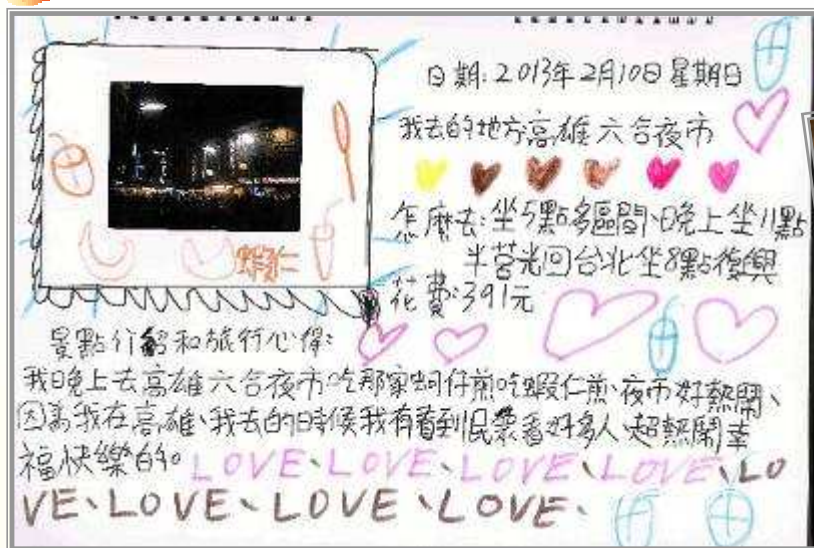 日期:2013年2月10日星期日
我去的地方高雄六合夜市
怎麼去:坐5點多區間、晚上坐11點
半莒光回台北坐8點復興
花費:391元
蝦仁
景點介紹和旅行心得:
我晚上去高雄六合夜市吃那家蚵仔煎吃蝦仁煎、夜市好熱鬧、
因為我在高雄、我去的時候我有看到民眾看好多人、超熱鬧幸
福快樂的。LOVE、LOVE、LOVE、LOVE、LO
VE、LOVE、LOVE、LOVE、